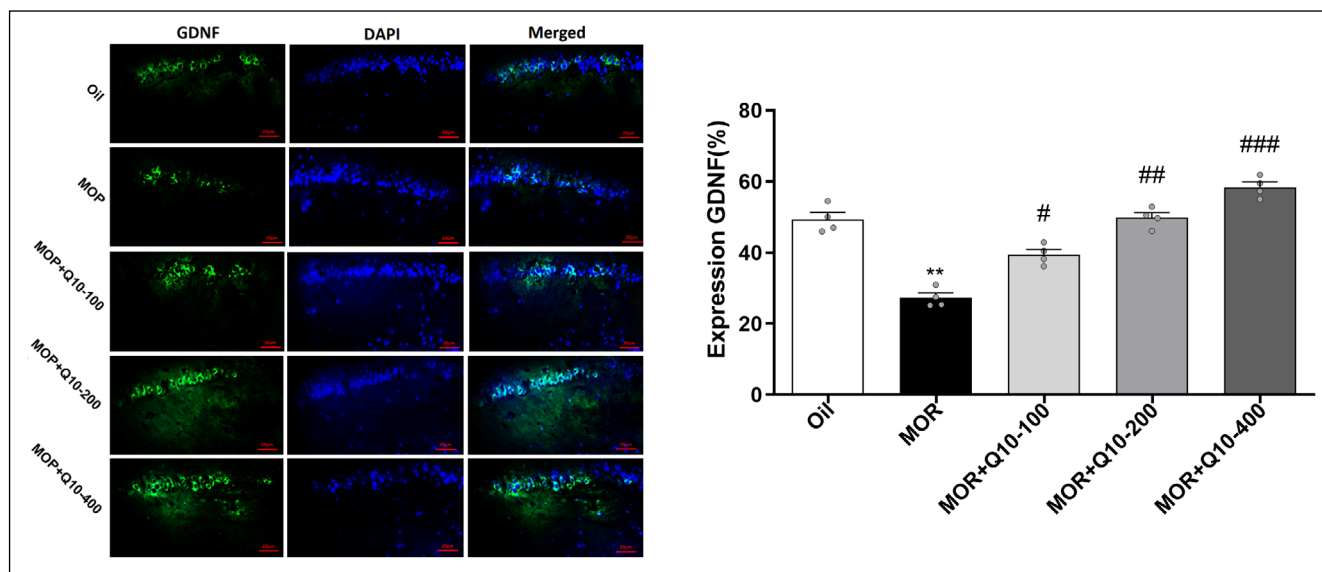 GDNF DAPI Merged
Oil
MOP
MOP+Q10-100
MOP+Q10-200
MOP+Q10-400
Expression GDNF(%)
80
60
40
20
0
**
#
##
###
Oil
MOR
MOR+Q10-100
MOR+Q10-200
MOR+Q10-400